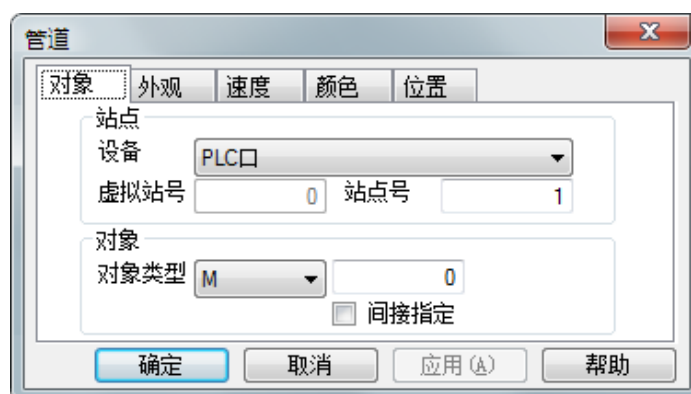 管道
对象 外观 速度 颜色 位置
站点
设备 PLC口
虚拟站号 0 站点号 1
对象
对象类型 M 0
间接指定
确定 取消 应用(A) 帮助